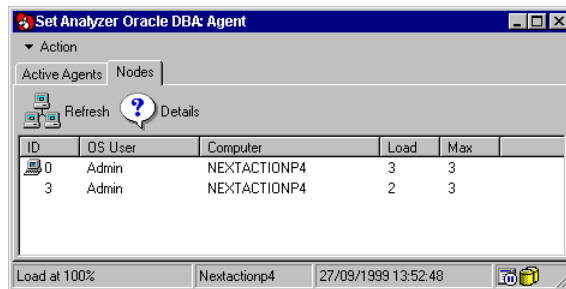 Set Analyzer Oracle DBA: Agent
Action
Active Agents Nodes
Refresh ? Details
ID OS User Computer Load Max
0 Admin NEXTACTIONP4 3 3
3 Admin NEXTACTIONP4 2 3
Load at 100% Nextactionp4 27/09/1999 13:52:48